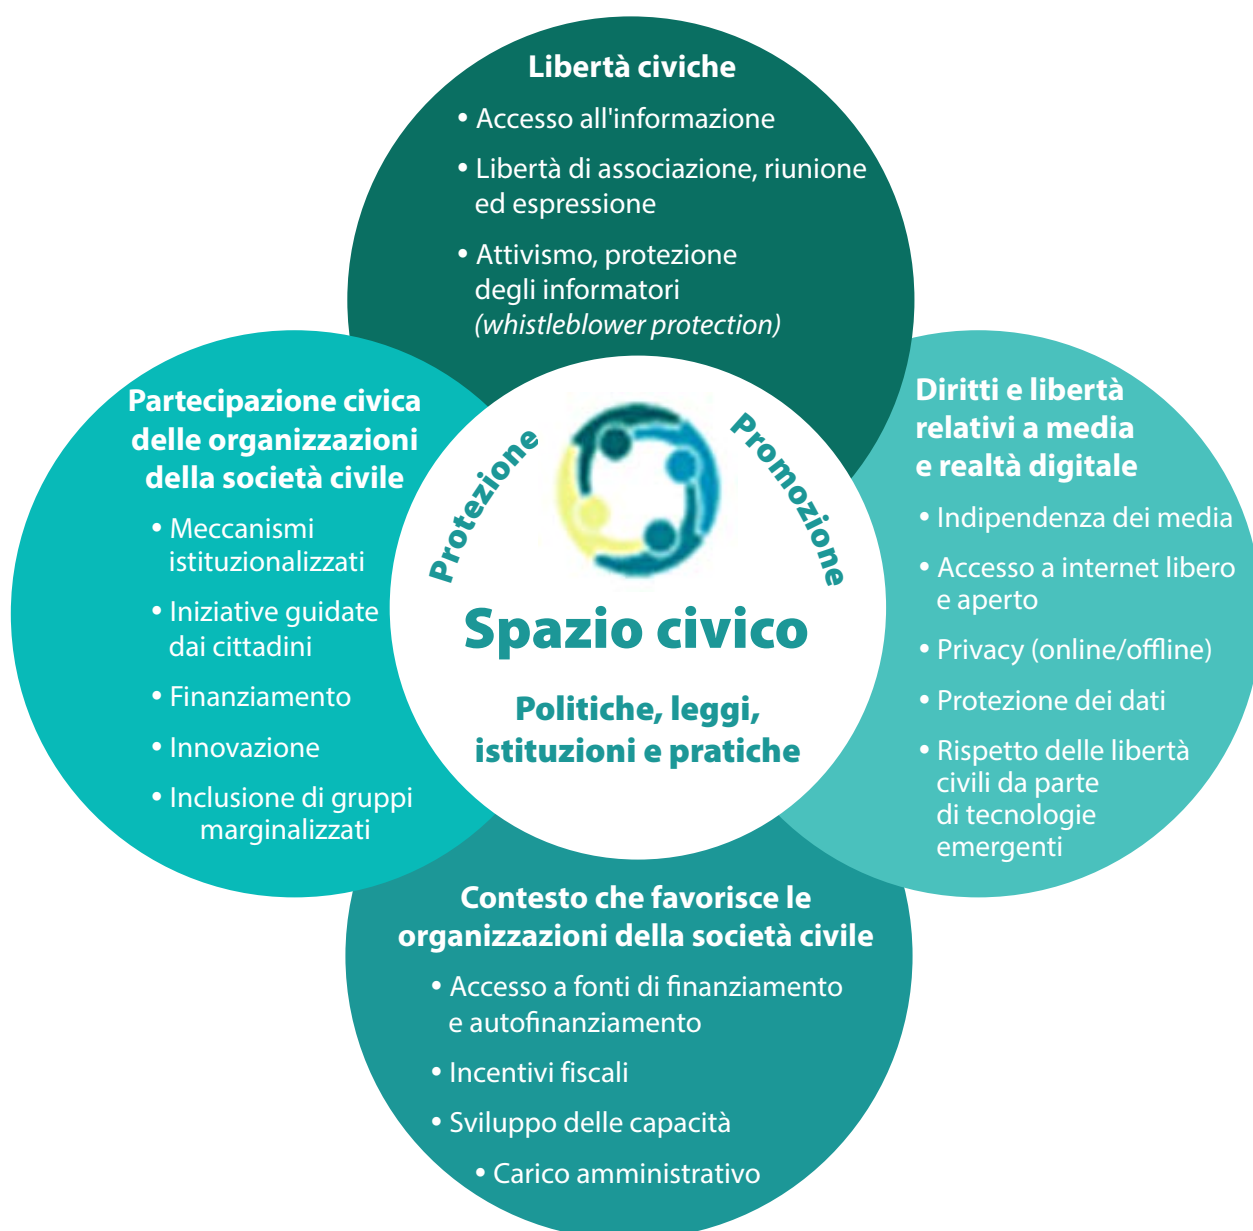 Libertà civiche
• Accesso all'informazione
• Libertà di associazione, riunione
ed espressione
• Attivismo, protezione
degli informatori
(whistleblower protection)
Partecipazione civica
delle organizzazioni
della società civile
• Meccanismi
istituzionalizzati
• Iniziative guidate
dai cittadini
• Finanziamento
• Innovazione
• Inclusione di gruppi
marginalizzati
Protezione
Promozione
Spazio civico
Politiche, leggi,
istituzioni e pratiche
Diritti e libertà
relativi a media
e realtà digitale
• Indipendenza dei media
• Accesso a internet libero
e aperto
• Privacy (online/offline)
• Protezione dei dati
• Rispetto delle libertà
civili da parte
di tecnologie
emergenti
Contesto che favorisce le
organizzazioni della società civile
• Accesso a fonti di finanziamento
e autofinanziamento
• Incentivi fiscali
• Sviluppo delle capacità
• Carico amministrativo